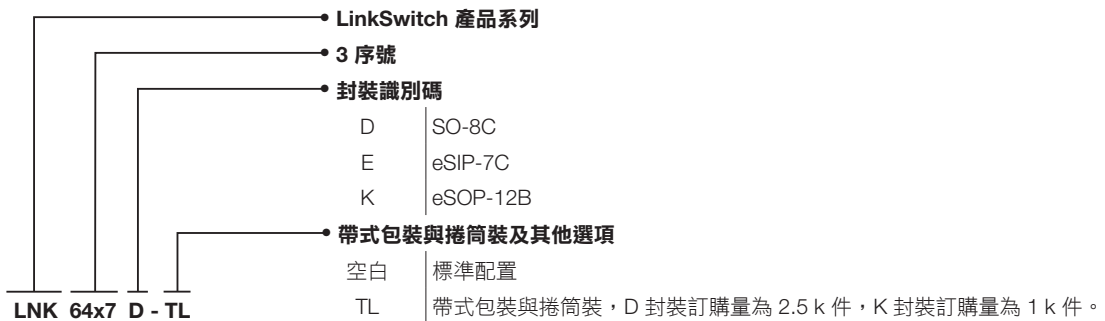 LinkSwitch 產品系列
3 序號
封裝識別碼
D SO-8C
E eSIP-7C
K eSOP-12B
帶式包裝與捲筒裝及其他選項
空白 標準配置
TL 帶式包裝與捲筒裝，D 封裝訂購量為 2.5 k 件，K 封裝訂購量為 1 k 件。
LNK 64x7 D - TL